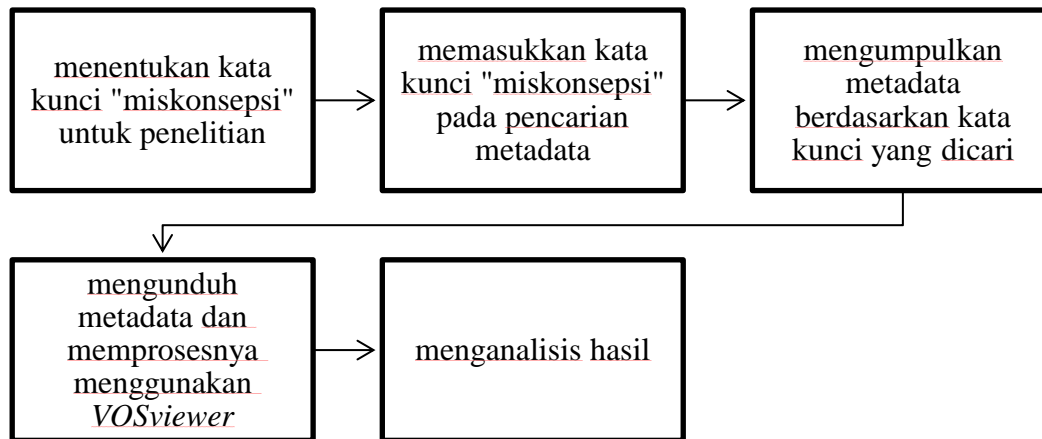 menentukan kata
kunci "miskonsepsi"
untuk penelitian
memasukkan kata
kunci "miskonsepsi"
pada pencarian
metadata
mengumpulkan
metadata
berdasarkan kata
kunci yang dicari
mengunduh
metadata dan
memprosesnya
menggunakan
VOSviewer
menganalisis hasil